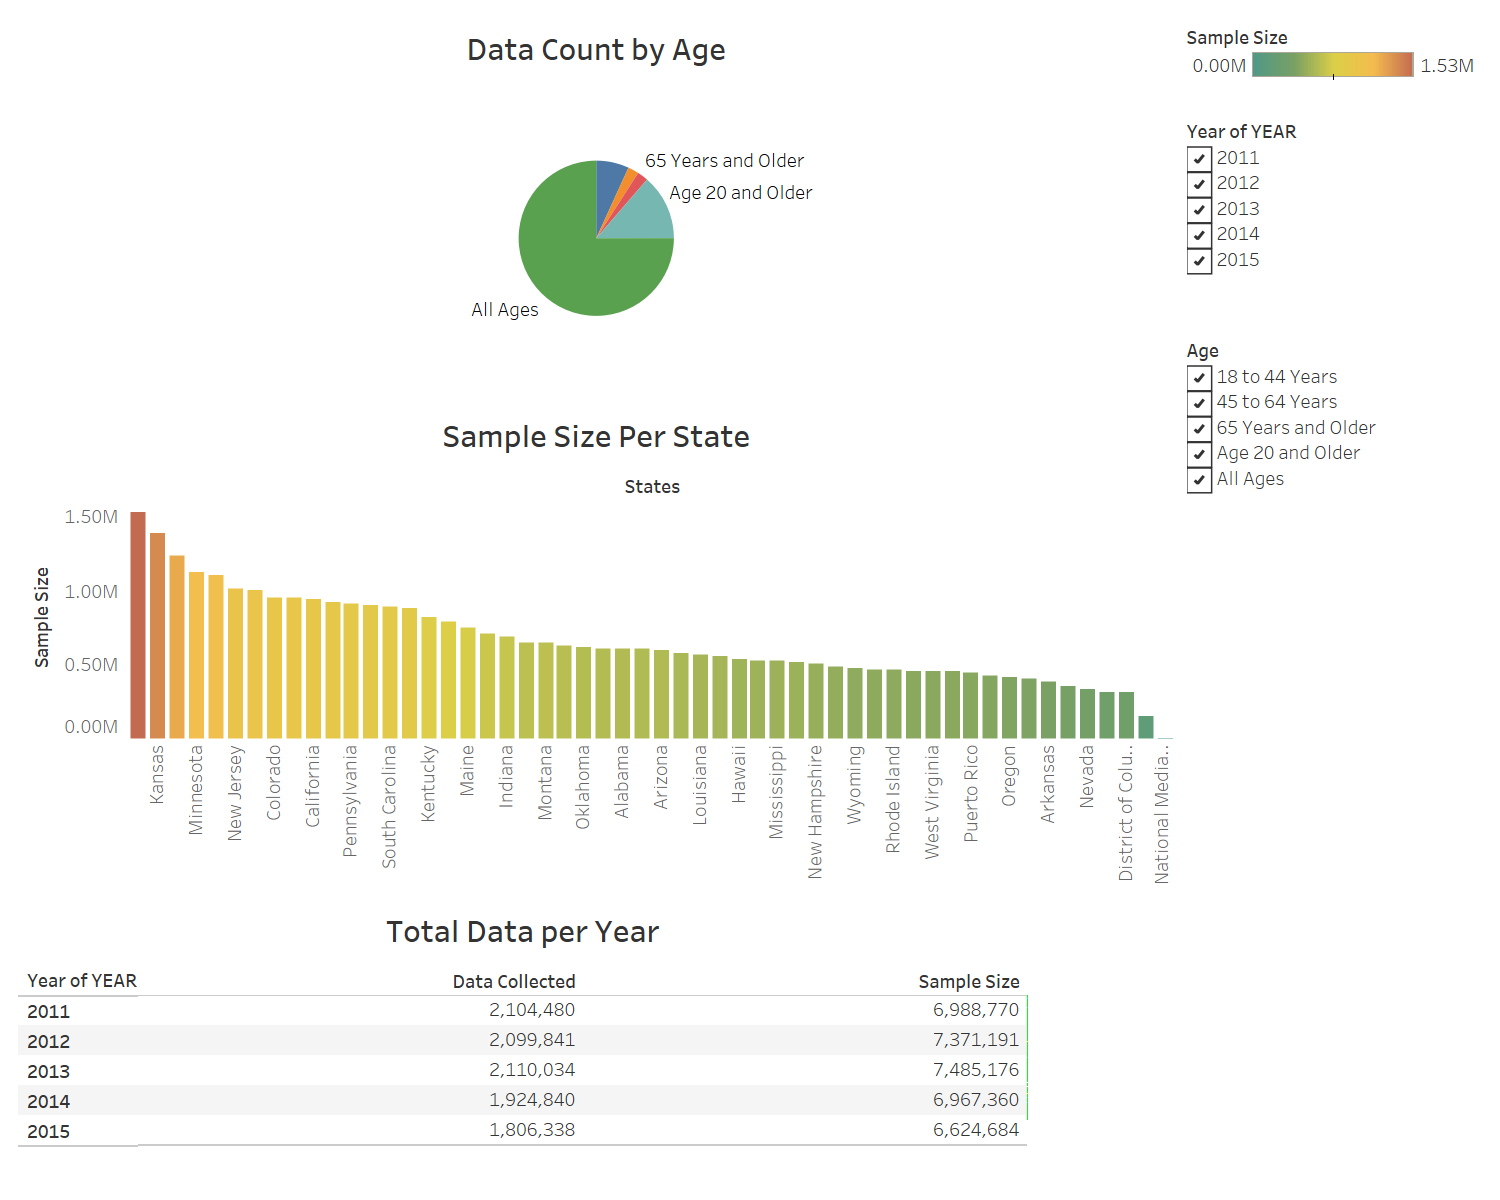 Data Count by Age
65 Years and Older
Age 20 and Older
All Ages
Sample Size
0.00M 1.53M
Year of YEAR
2011
2012
2013
2014
2015
Age
18 to 44 Years
45 to 64 Years
65 Years and Older
Age 20 and Older
All Ages
Sample Size Per State
States
Sample Size
1.50M
1.00M
0.50M
0.00M
Kansas
Minnesota
New Jersey
Colorado
California
Pennsylvania
South Carolina
Kentucky
Maine
Indiana
Montana
Oklahoma
Alabama
Arizona
Louisiana
Hawaii
Mississippi
New Hampshire
Wyoming
Rhode Island
West Virginia
Puerto Rico
Oregon
Arkansas
Nevada
District of Colu..
National Media..
Total Data per Year
Year of YEAR Data Collected Sample Size
2011 2,104,480 6,988,770
2012 2,099,841 7,371,191
2013 2,110,034 7,485,176
2014 1,924,840 6,967,360
2015 1,806,338 6,624,684